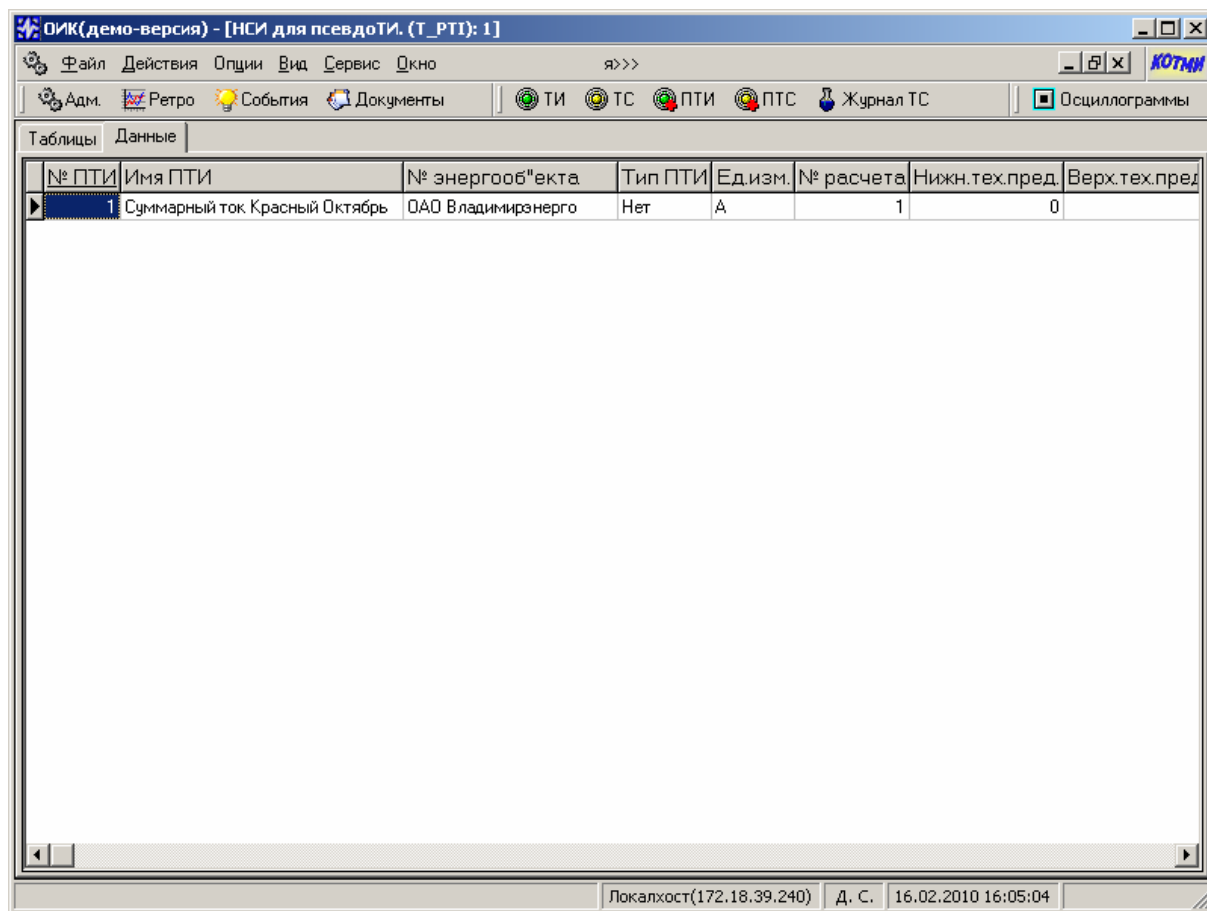 ОИК(демо-версия) - [НСИ для псевдоТИ. (T_PTI): 1]
Файл Действия Опции Вид Сервис Окно я>>> КОТМИ
Адм. Ретро События Документы ТИ ТС ПТИ ПТС Журнал ТС Осциллограммы
Таблицы Данные
№ ПТИ Имя ПТИ № энергооб"екта Тип ПТИ Ед.изм. № расчета Нижн.тех.пред. Верх.тех.пред
1 Суммарный ток Красный Октябрь ОАО Владимирэнерго Нет А 1 0
Локалхост(172.18.39.240) Д. С. 16.02.2010 16:05:04